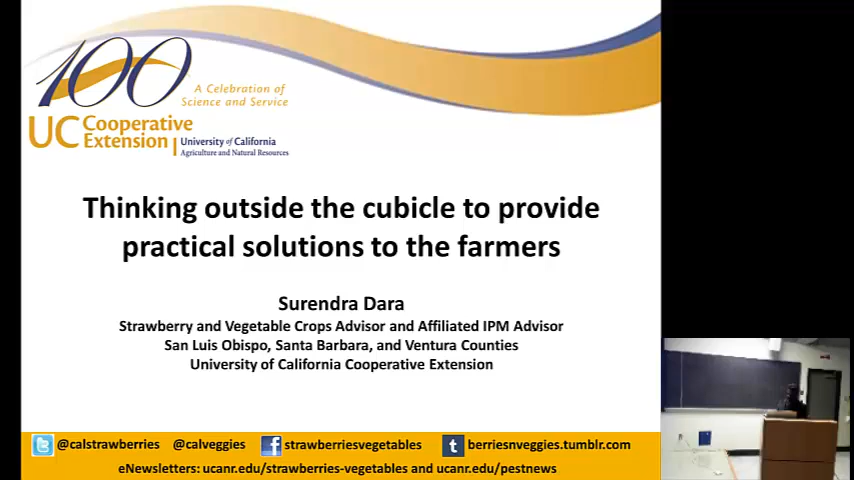 100
A Celebration of
Science and Service
UC Cooperative
Extension
University of California
Agriculture and Natural Resources
Thinking outside the cubicle to provide
practical solutions to the farmers
Surendra Dara
Strawberry and Vegetable Crops Advisor and Affiliated IPM Advisor
San Luis Obispo, Santa Barbara, and Ventura Counties
University of California Cooperative Extension
@calstrawberries @calveggies f strawberriesvegetables t berriesnveggies.tumblr.com
eNewsletters: ucanr.edu/strawberries-vegetables and ucanr.edu/pestnews